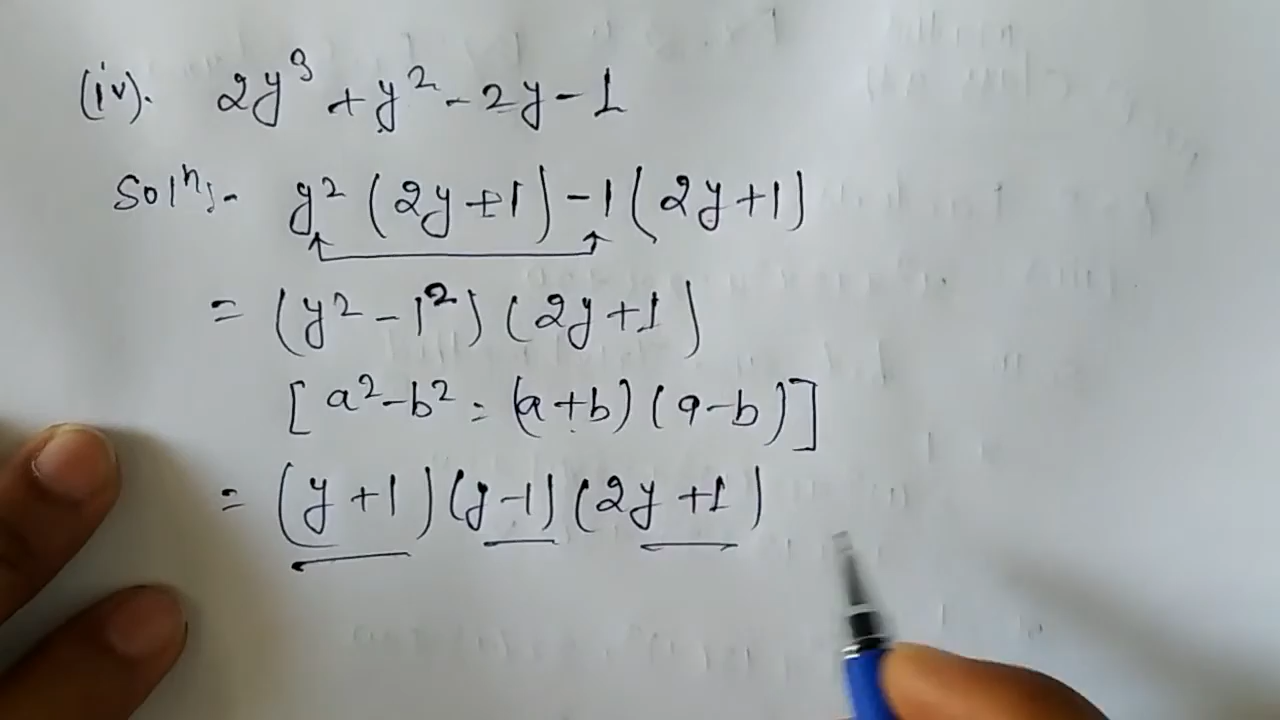 (iv). 2y³ + y² - 2y - 1
Solⁿ:- y² (2y+1) - 1 (2y+1)
= (y² - 1²) (2y+1)
[a² - b² = (a+b) (a-b)]
= (y+1) (y-1) (2y+1)